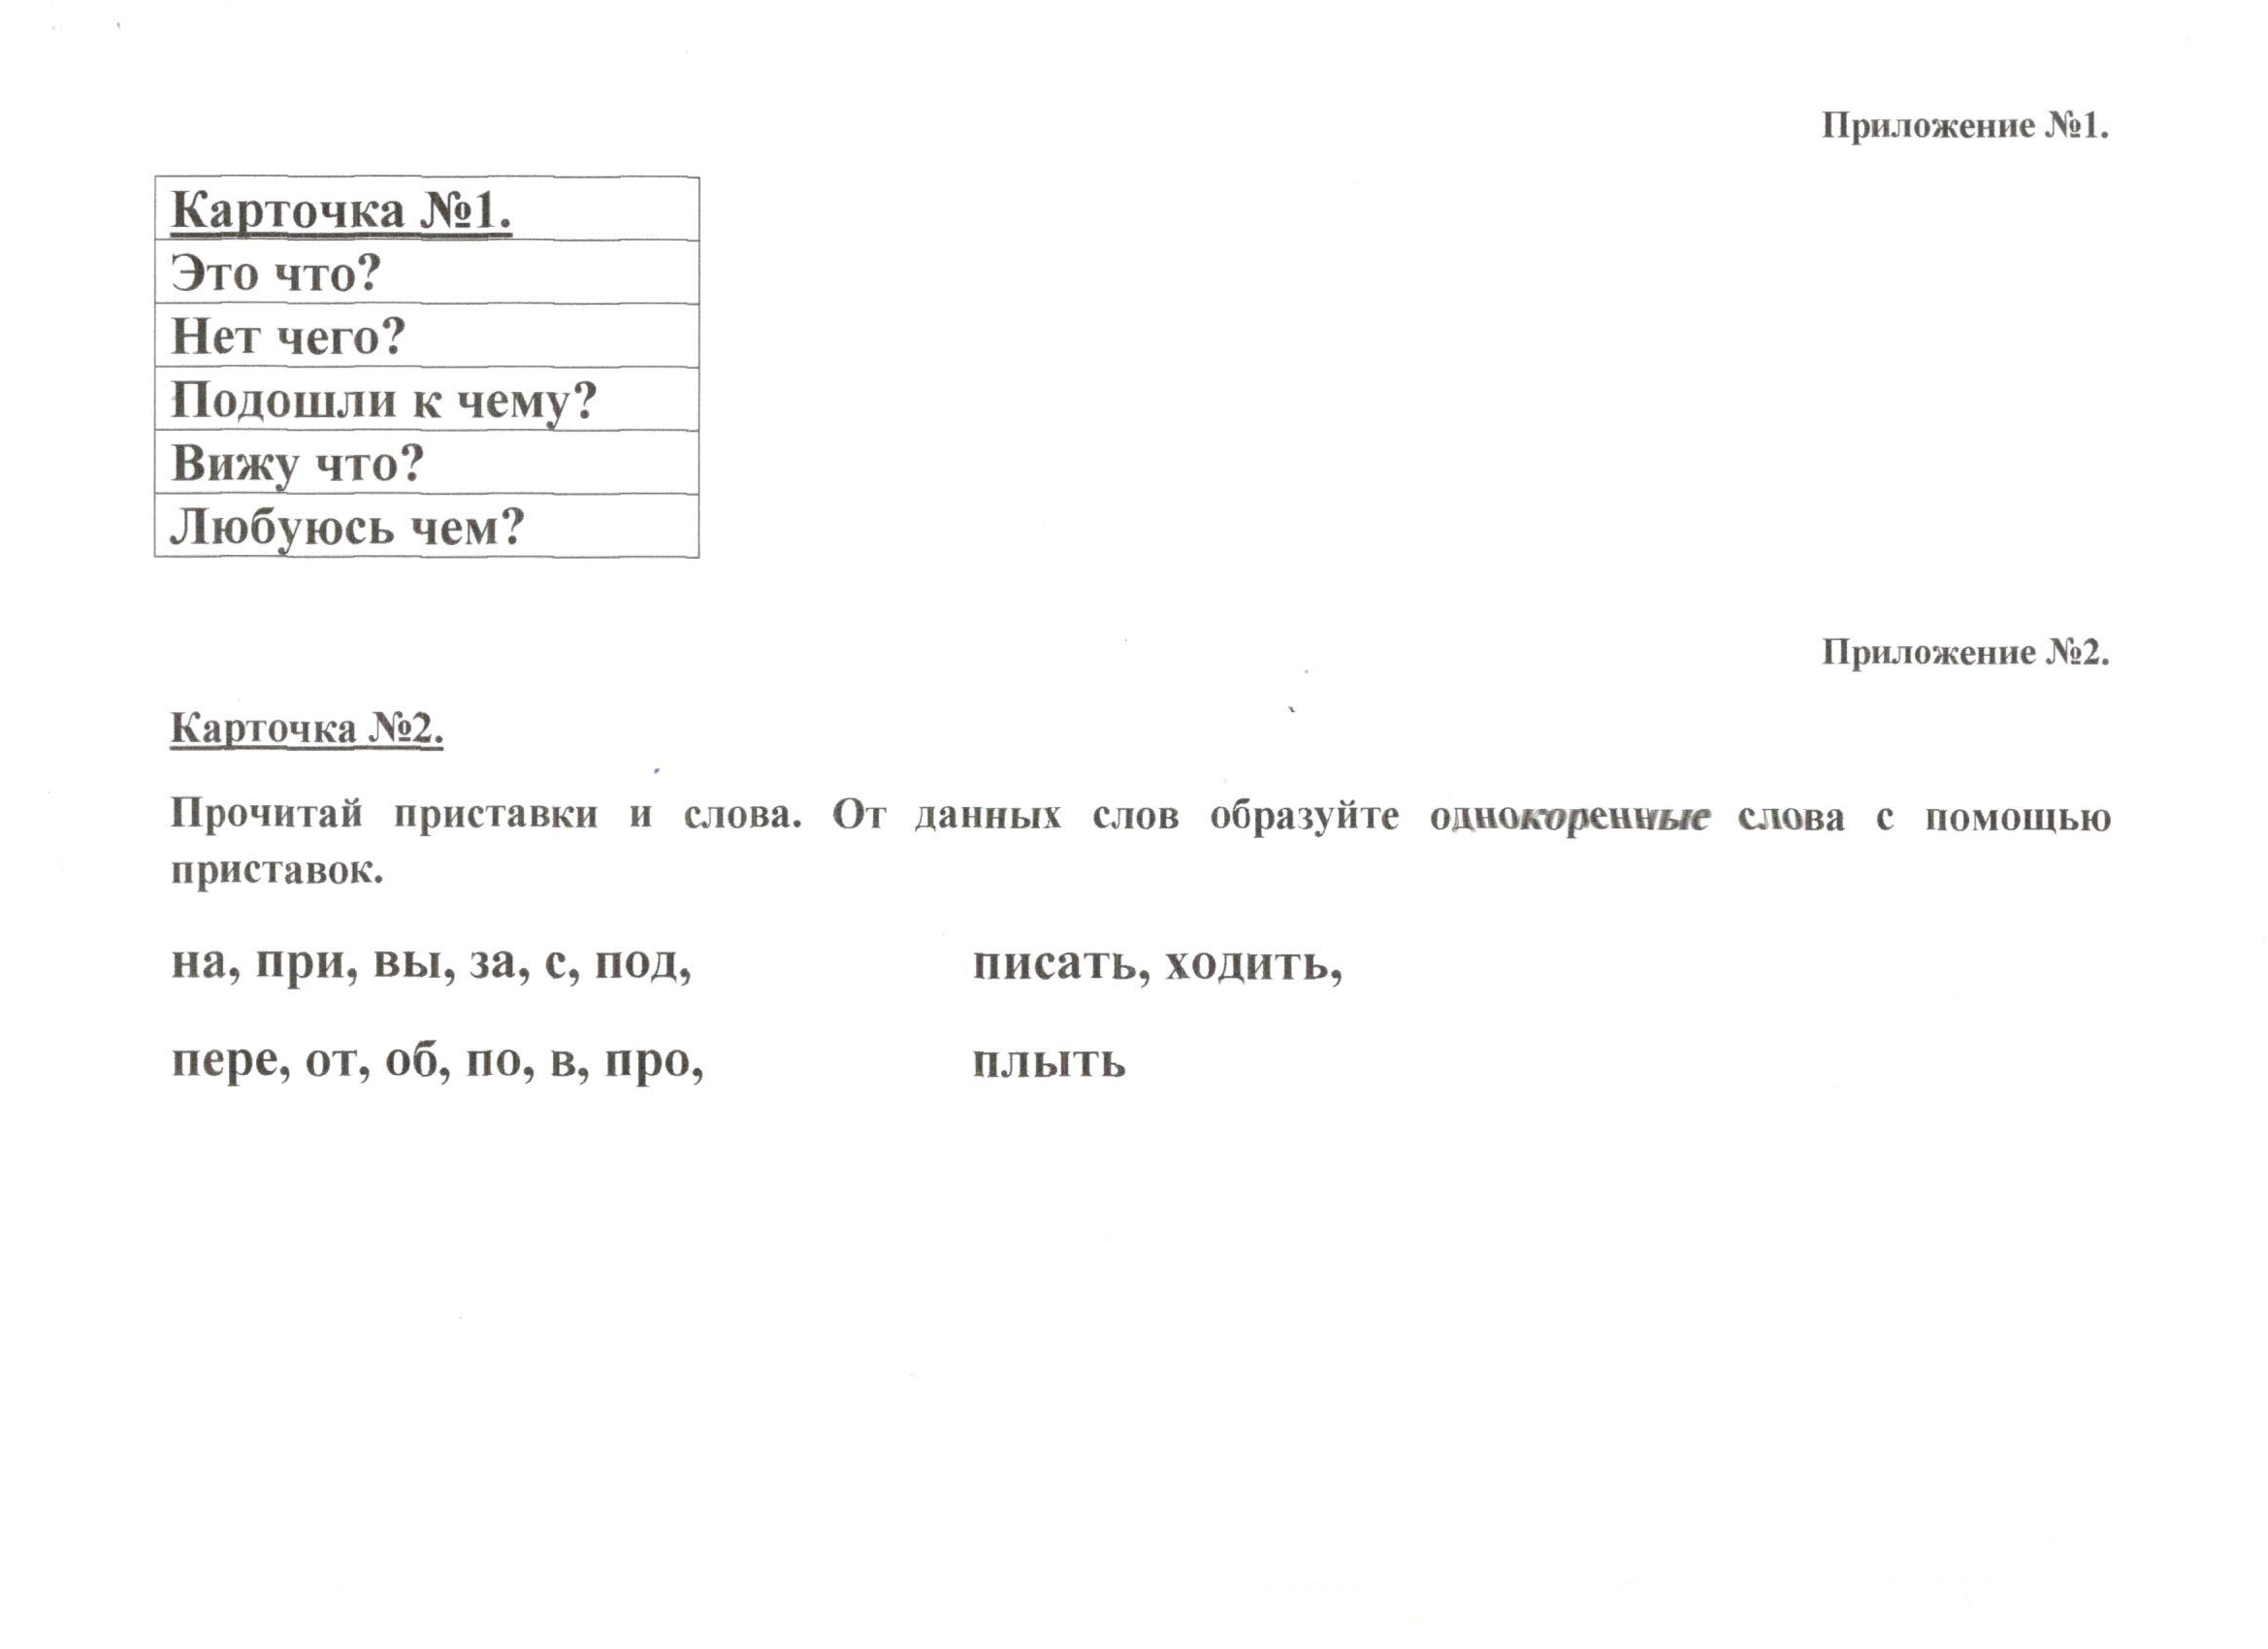 Приложение №1.
Карточка №1.
Это что?
Нет чего?
Подошли к чему?
Вижу что?
Любуюсь чем?
Приложение №2.
Карточка №2.
Прочитай приставки и слова. От данных слов образуйте однокоренные слова с помощью
приставок.
на, при, вы, за, с, под, писать, ходить,
пере, от, об, по, в, про, плыть